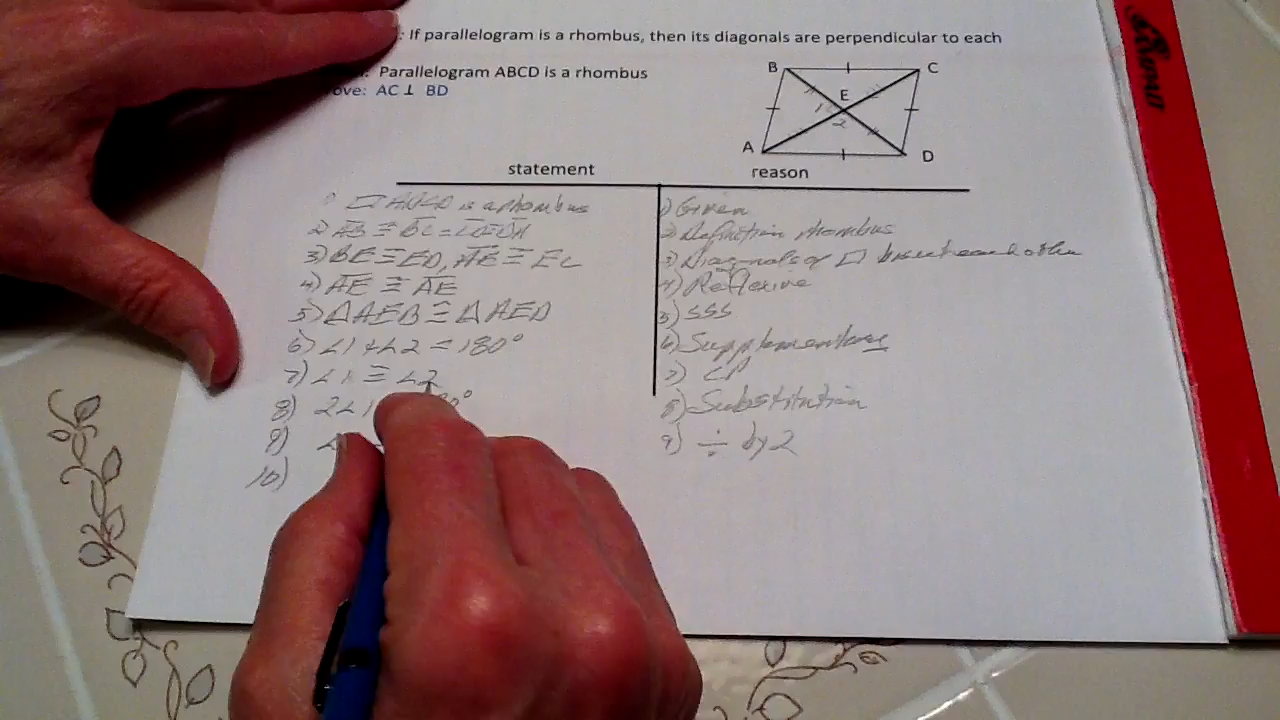 : If parallelogram is a rhombus, then its diagonals are perpendicular to each
Parallelogram ABCD is a rhombus
ove: AC ⊥ BD
B C
E
1
2
A D
statement reason
1) ▱ ABCD is a rhombus 1) Given
2) AB ≅ BC = CD DA 2) Definition rhombus
3) BE ≅ ED, AE ≅ EC 3) Diagonals of ▱ bisect each other
4) AE ≅ AE 4) Reflexive
5) △AEB ≅ △AED 5) SSS
6) ∠1 + ∠2 = 180° 6) Supplementary
7) ∠1 ≅ ∠2 7) CP
8) 2∠1 0° 8) Substitution
9) ∠ 9) ÷ by 2
10)